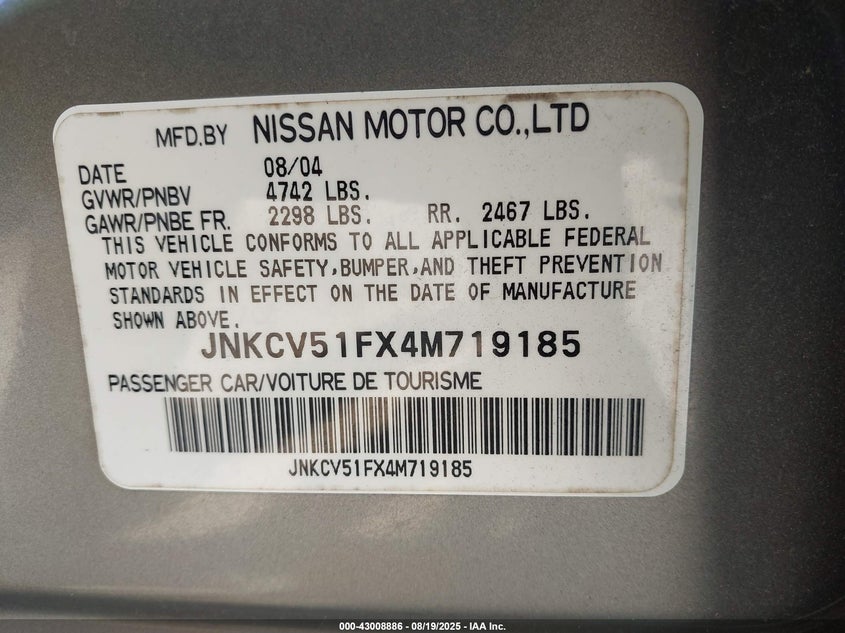 MFD.BY NISSAN MOTOR CO.,LTD
DATE 08/04
GVWR/PNBV 4742 LBS.
GAWR/PNBE FR. 2298 LBS. RR. 2467 LBS.
THIS VEHICLE CONFORMS TO ALL APPLICABLE FEDERAL
MOTOR VEHICLE SAFETY,BUMPER,AND THEFT PREVENTION
STANDARDS IN EFFECT ON THE DATE OF MANUFACTURE
SHOWN ABOVE.
JNKCV51FX4M719185
PASSENGER CAR/VOITURE DE TOURISME
JNKCV51FX4M719185
000-43008886 - 08/19/2025 - IAA Inc.